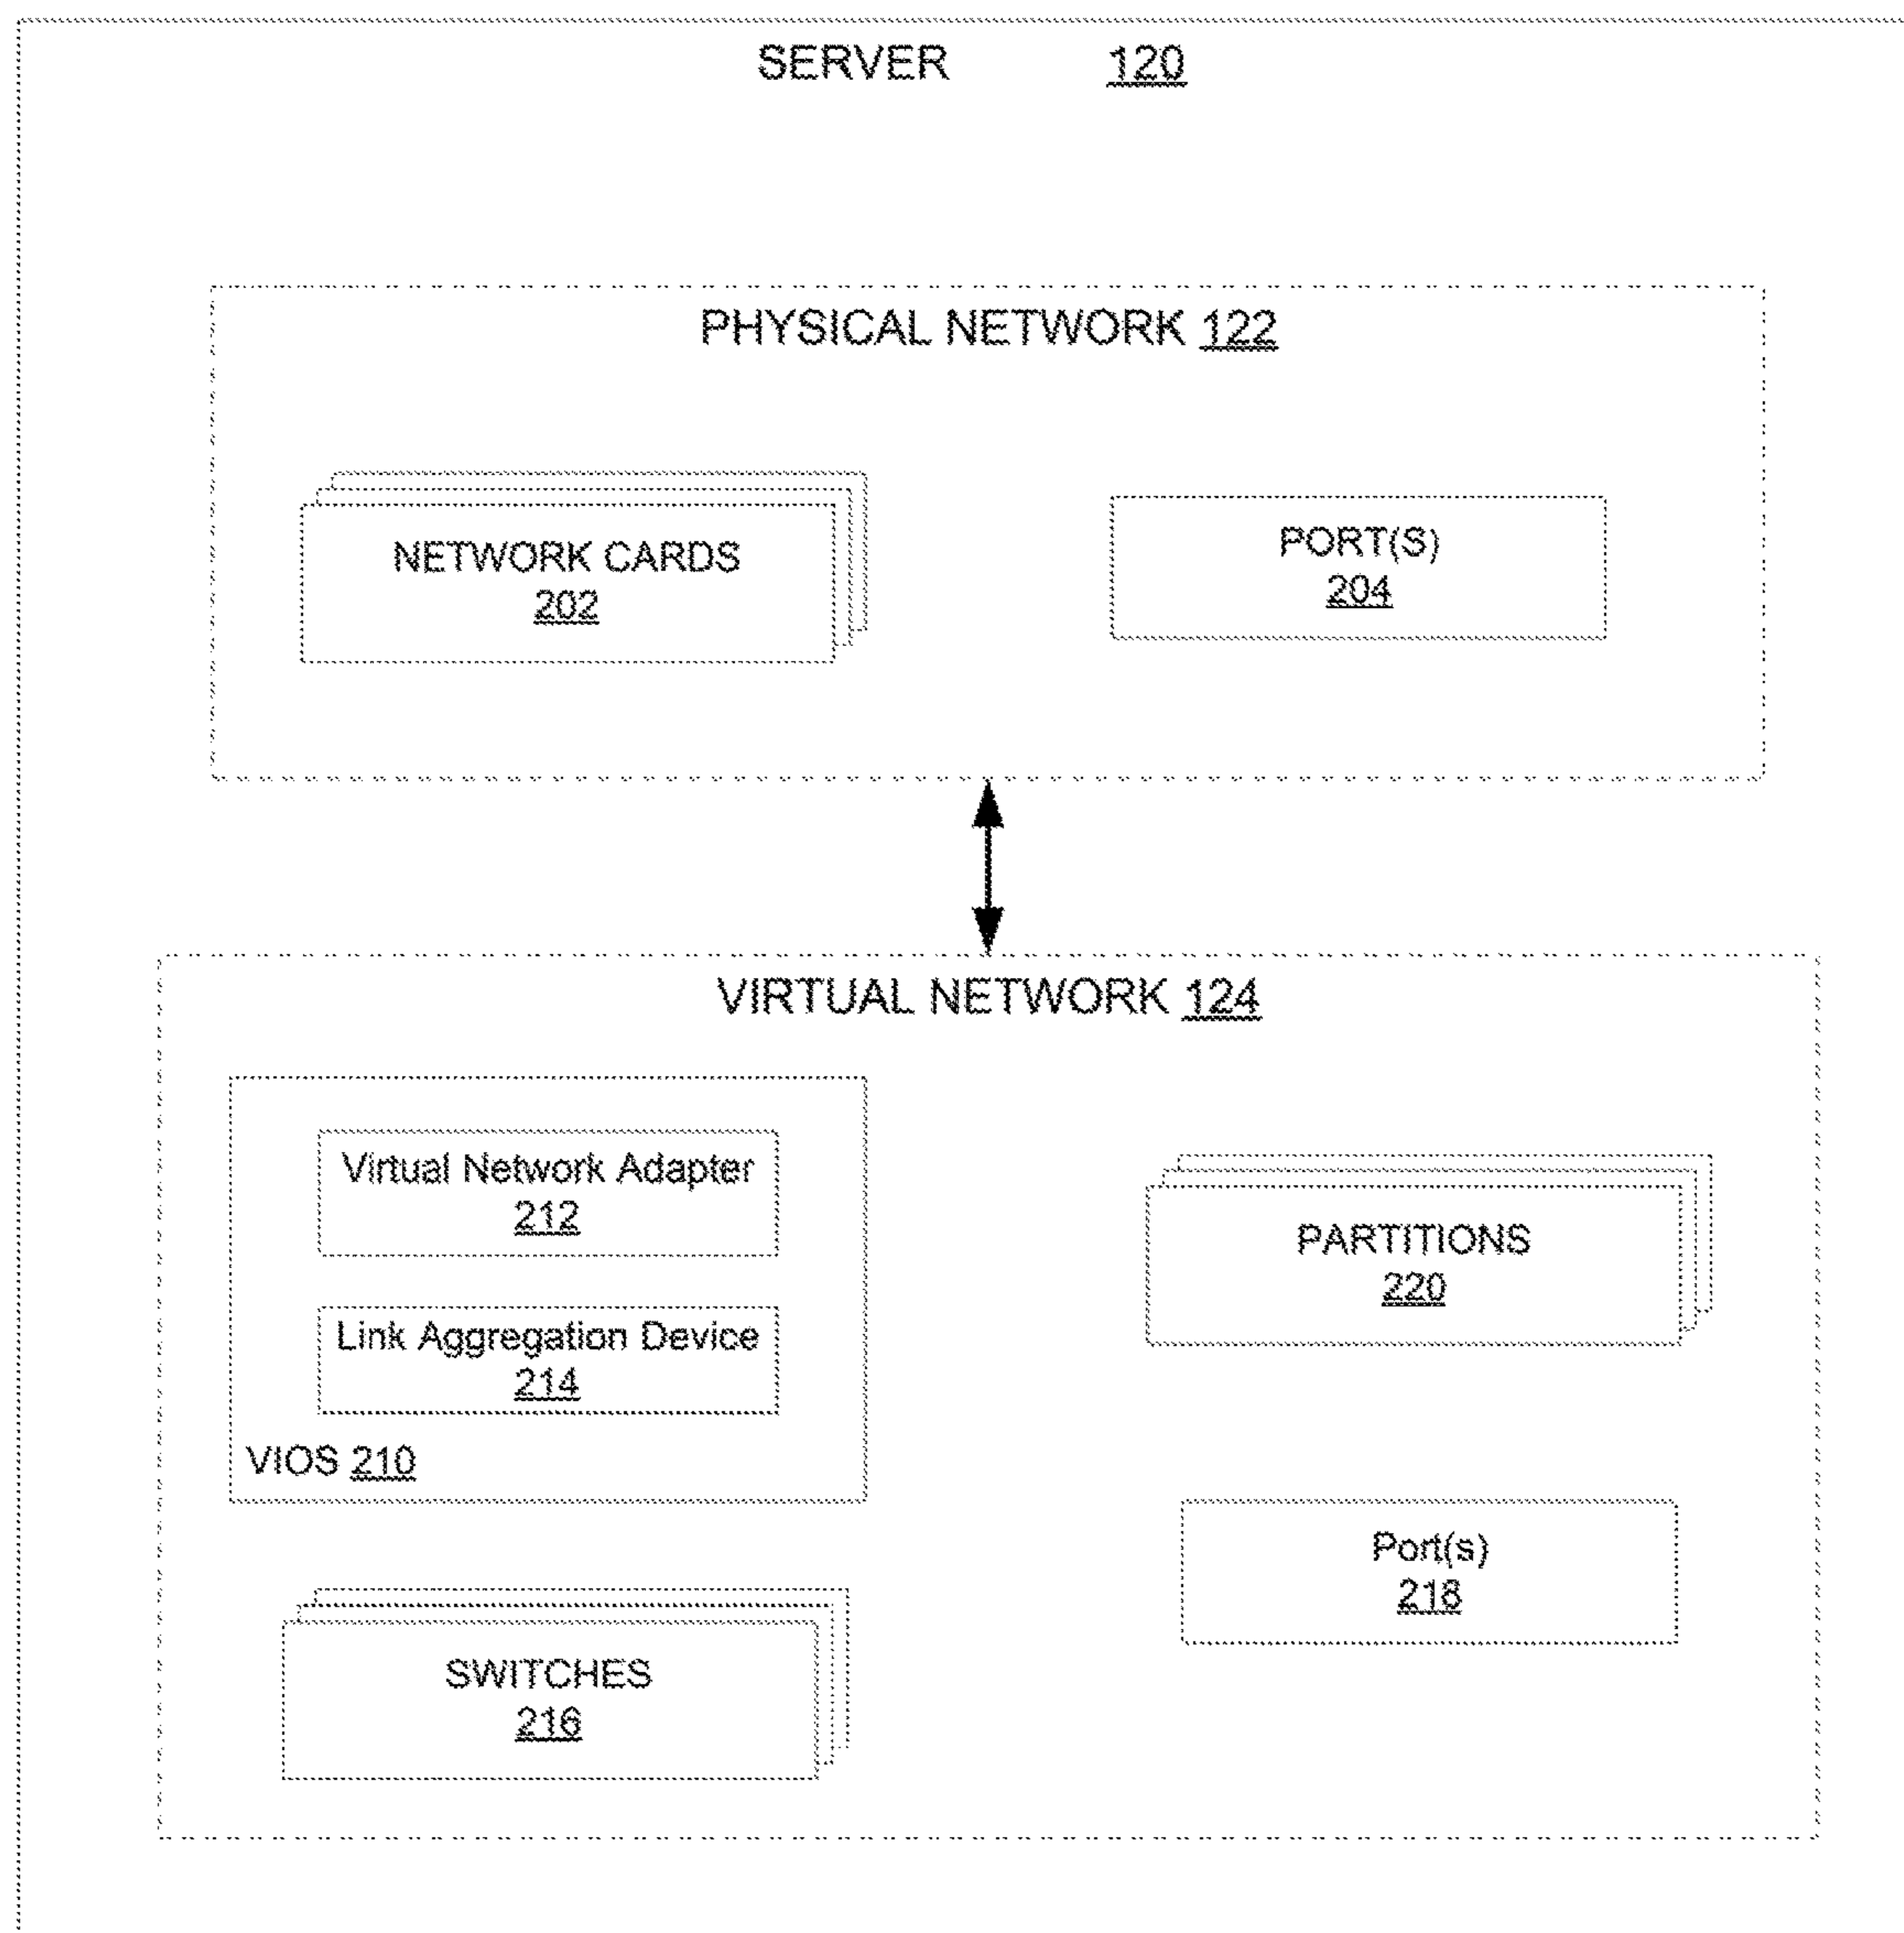 SERVER 120
PHYSICAL NETWORK 122
NETWORK CARDS
202
PORT(S)
204
VIRTUAL NETWORK 124
Virtual Network Adapter
212
Link Aggregation Device
214
VIOS 210
PARTITIONS
220
Port(s)
218
SWITCHES
216